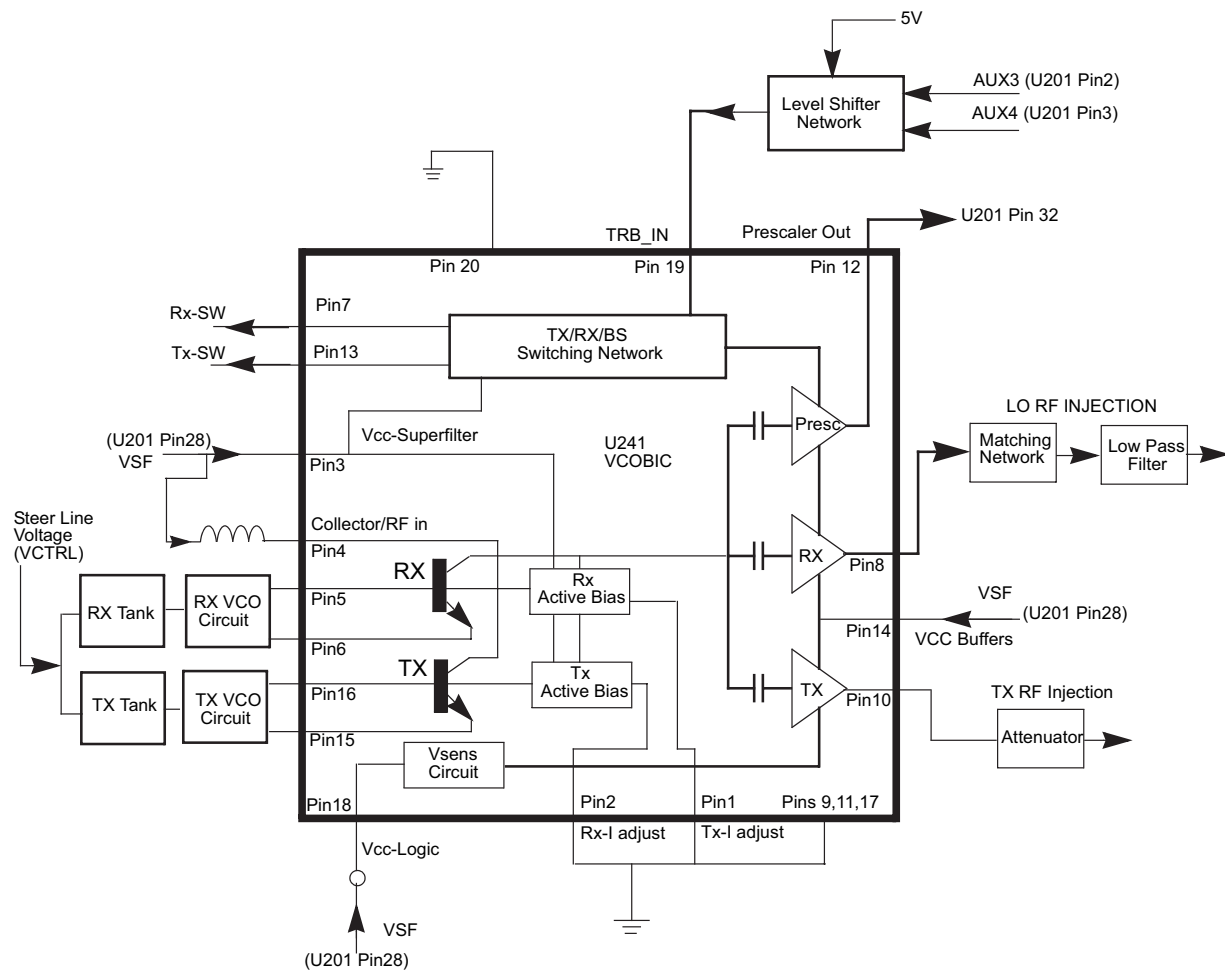 5V
AUX3 (U201 Pin2)
Level Shifter
Network
AUX4 (U201 Pin3)
U201 Pin 32
TRB_IN
Prescaler Out
Pin 20
Pin 19
Pin 12
Rx-SW
Pin7
TX/RX/BS
Switching Network
Tx-SW
Pin13
Presc
LO RF INJECTION
Vcc-Superfilter
U241
VCOBIC
Matching
Network
Low Pass
Filter
(U201 Pin28)
VSF
Pin3
Steer Line
Voltage
(VCTRL)
Collector/RF in
Pin4
RX
RX
Pin8
Rx
Active Bias
RX Tank
RX VCO
Circuit
Pin5
Pin6
VSF
(U201 Pin28)
Pin14
VCC Buffers
TX
Tx
Active Bias
TX
Pin10
TX RF Injection
TX Tank
TX VCO
Circuit
Pin16
Pin15
Attenuator
Vsens
Circuit
Pin18
Pin2
Pin1
Pins 9,11,17
Rx-I adjust
Tx-I adjust
Vcc-Logic
VSF
(U201 Pin28)